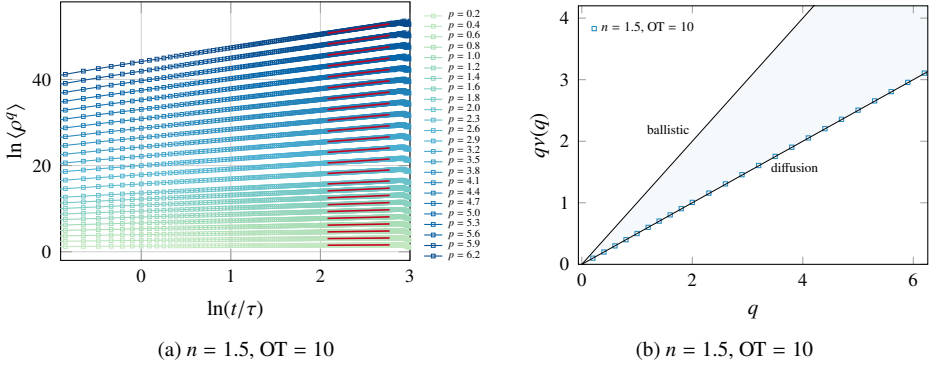 ln⟨ρ^q⟩
40
20
0
0
1
2
3
ln(t/τ)
p = 0.2
p = 0.4
p = 0.6
p = 0.8
p = 1.0
p = 1.2
p = 1.4
p = 1.6
p = 1.8
p = 2.0
p = 2.3
p = 2.6
p = 2.9
p = 3.2
p = 3.5
p = 3.8
p = 4.1
p = 4.4
p = 4.7
p = 5.0
p = 5.3
p = 5.6
p = 5.9
p = 6.2
(a) n = 1.5, OT = 10
qν(q)
4
3
2
1
0
n = 1.5, OT = 10
ballistic
diffusion
0
2
4
6
q
(b) n = 1.5, OT = 10